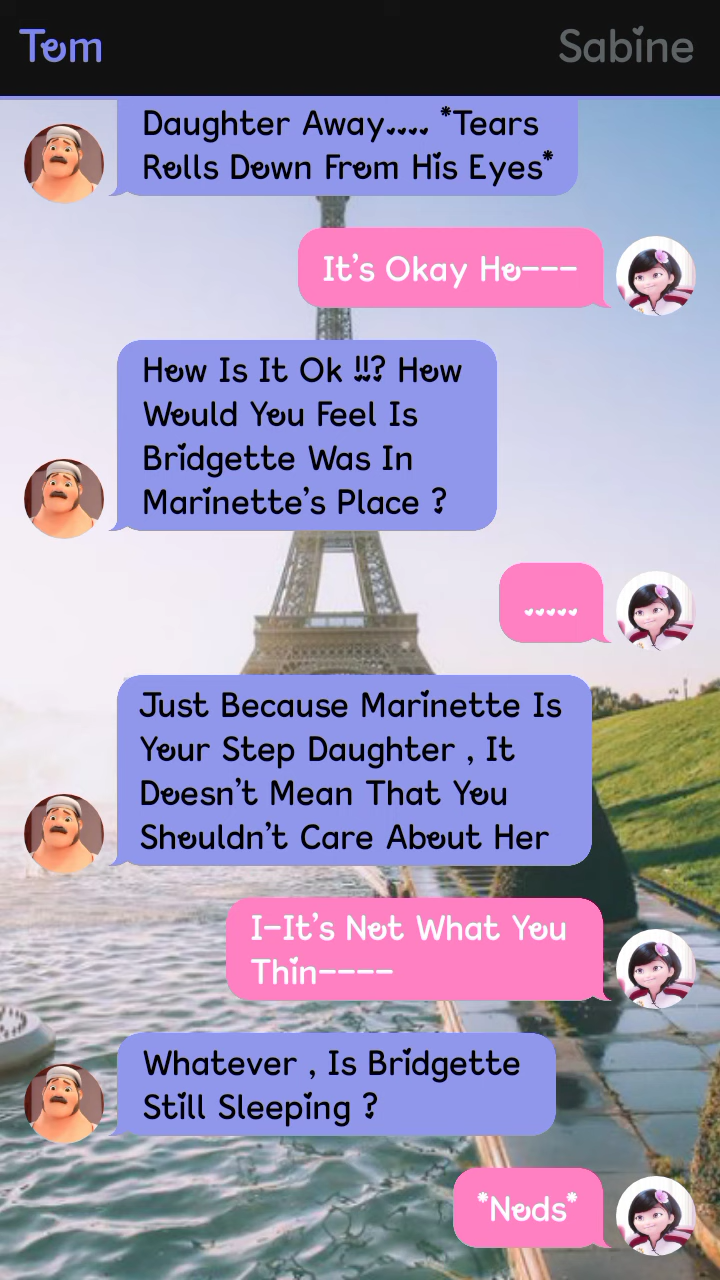 Tom
Sabine
Daughter Away.... *Tears
Rolls Down From His Eyes*
It's Okay Ho---
How Is It Ok !!? How
Would You Feel Is
Bridgette Was In
Marinette's Place ?
.....
Just Because Marinette Is
Your Step Daughter , It
Doesn't Mean That You
Shouldn't Care About Her
I-It's Not What You
Thin----
Whatever , Is Bridgette
Still Sleeping ?
*Nods*